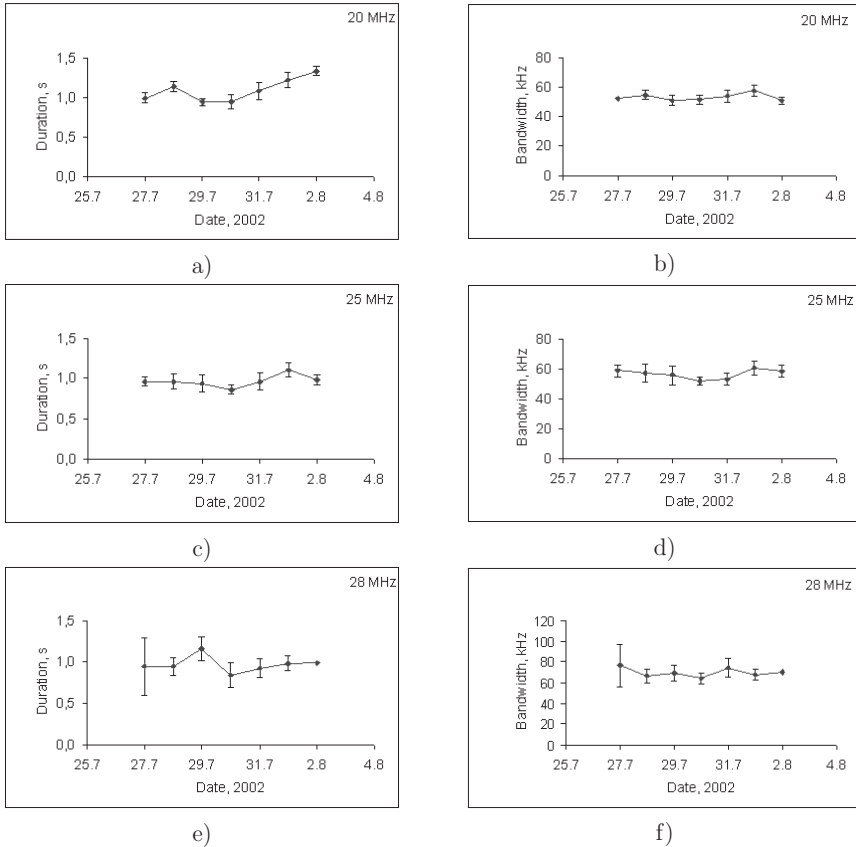 20 MHz
Duration, s
1,5
1,0
0,5
0,0
25.7 27.7 29.7 31.7 2.8 4.8
Date, 2002
a)
20 MHz
Bandwidth, kHz
80
60
40
20
0
25.7 27.7 29.7 31.7 2.8 4.8
Date, 2002
b)
25 MHz
Duration, s
1,5
1,0
0,5
0,0
25.7 27.7 29.7 31.7 2.8 4.8
Date, 2002
c)
25 MHz
Bandwidth, kHz
80
60
40
20
0
25.7 27.7 29.7 31.7 2.8 4.8
Date, 2002
d)
28 MHz
Duration, s
1,5
1,0
0,5
0,0
25.7 27.7 29.7 31.7 2.8 4.8
Date, 2002
e)
28 MHz
Bandwidth, kHz
120
100
80
60
40
20
0
25.7 27.7 29.7 31.7 2.8 4.8
Date, 2002
f)